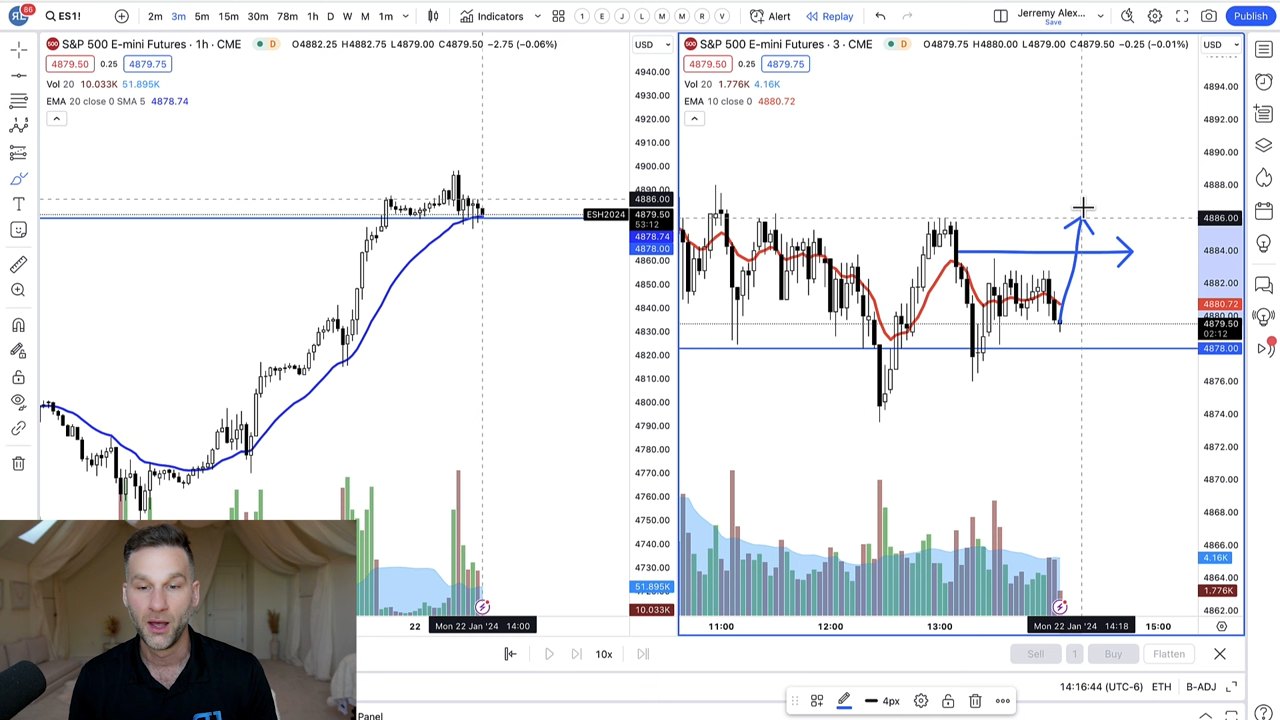 86
ES1!
2m 3m 5m 15m 30m 78m 1h D W M 1m
Indicators
1 E J L M M R V
Alert
Replay
Jeremy Alex...
Save
Publish
S&P 500 E-mini Futures · 1h · CME
D
O4882.25 H4882.75 L4879.00 C4879.50 −2.75 (−0.06%)
USD
4879.50 0.25 4879.75
Vol 20 10.033K 51.895K
EMA 20 close 0 SMA 5 4878.74
4940.00
4930.00
4920.00
4910.00
4900.00
4890.00
4886.00
ESH2024 4879.50
53:12
4878.74
4878.00
4860.00
4850.00
4840.00
4830.00
4820.00
4810.00
4800.00
4790.00
4780.00
4770.00
4760.00
4750.00
4740.00
4730.00
51.895K
10.033K
22 Mon 22 Jan '24 14:00
S&P 500 E-mini Futures · 3 · CME
D
O4879.75 H4880.00 L4879.00 C4879.50 −0.25 (−0.01%)
USD
4879.50 0.25 4879.75
Vol 20 1.776K 4.16K
EMA 10 close 0 4880.72
4894.00
4892.00
4890.00
4888.00
4886.00
4884.00
4882.00
4880.72
4880.00
4879.50
02:12
4878.00
4876.00
4874.00
4872.00
4870.00
4868.00
4866.00
4.16K
4864.00
1.776K
4862.00
11:00 12:00 13:00 Mon 22 Jan '24 14:18 15:00
10x
Sell 1 Buy Flatten
14:16:44 (UTC-6) ETH B-ADJ
4px
Panel